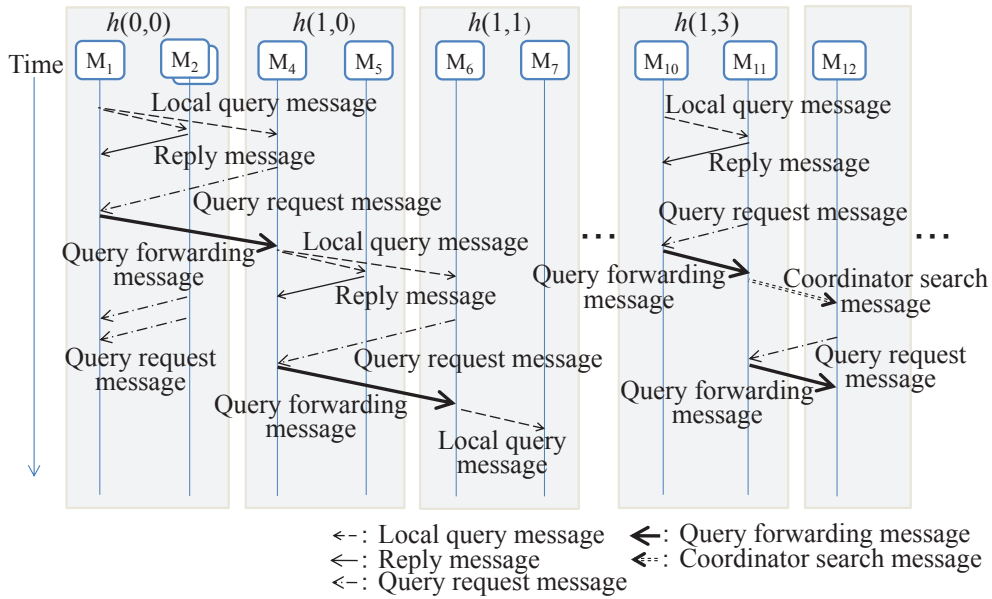 h(0,0) h(1,0) h(1,1) h(1,3)
Time M1 M2 M4 M5 M6 M7 M10 M11 M12
Local query message
Local query message
Reply message
Reply message
Query request message
Query request message
Local query message
...
...
Query forwarding
message
Query forwarding
message
Coordinator search
message
Reply message
Query request
message
Query request message
Query request
message
Query forwarding
message
Query forwarding
message
Local query
message
: Local query message
: Query forwarding message
: Reply message
: Coordinator search message
: Query request message